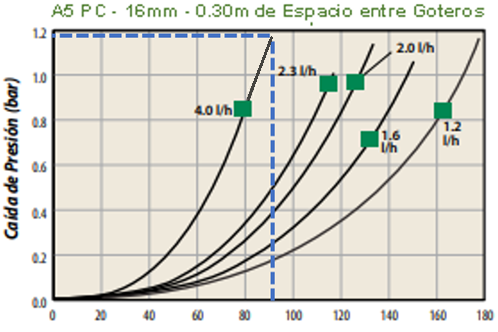 A5 PC - 16mm - 0.30m de Espacio entre Goteros
Caída de Presión (bar)
1.2
1.0
0.8
0.6
0.4
0.2
0.0
4.0 l/h
2.3 l/h
2.0 l/h
1.6
l/h
1.2
l/h
0 20 40 60 80 100 120 140 160 180